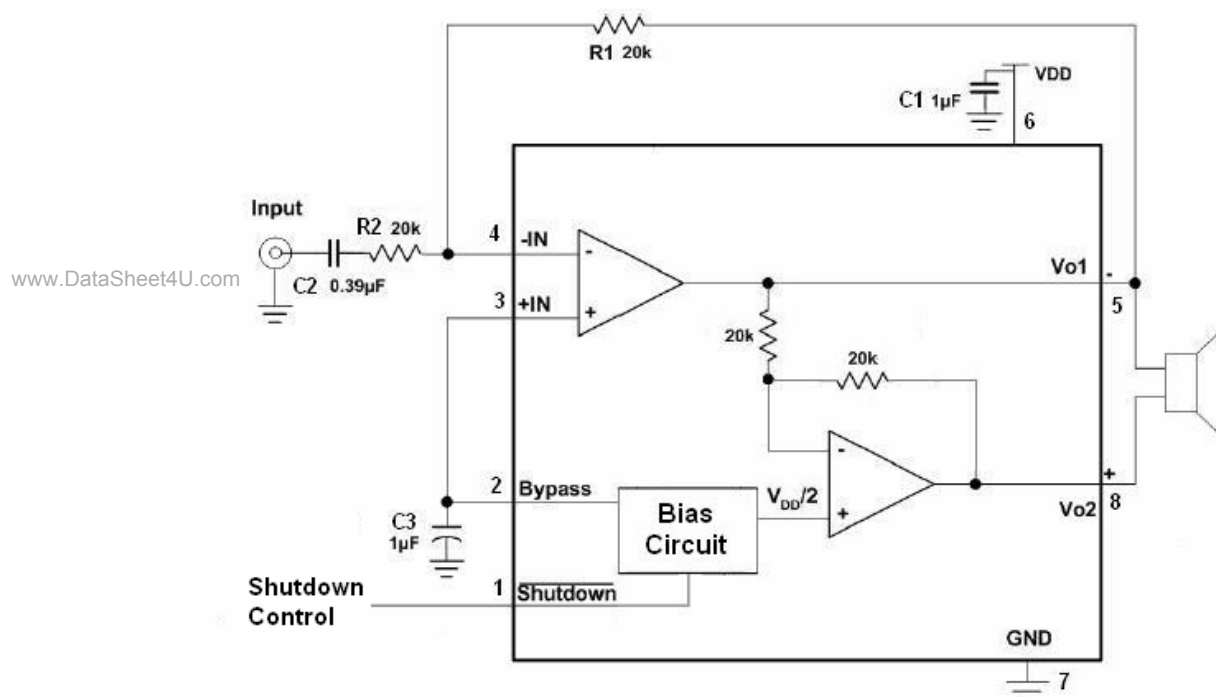 R1 20k
VDD
C1 1µF
6
Input
R2 20k
4
-IN
-
www.DataSheet4U.com
C2 0.39µF
3
+IN
+
Vo1
-
5
20k
20k
-
+
2
Bypass
V_DD/2
+
8
Vo2
Bias
Circuit
C3
1µF
1
Shutdown
Shutdown
Control
GND
7